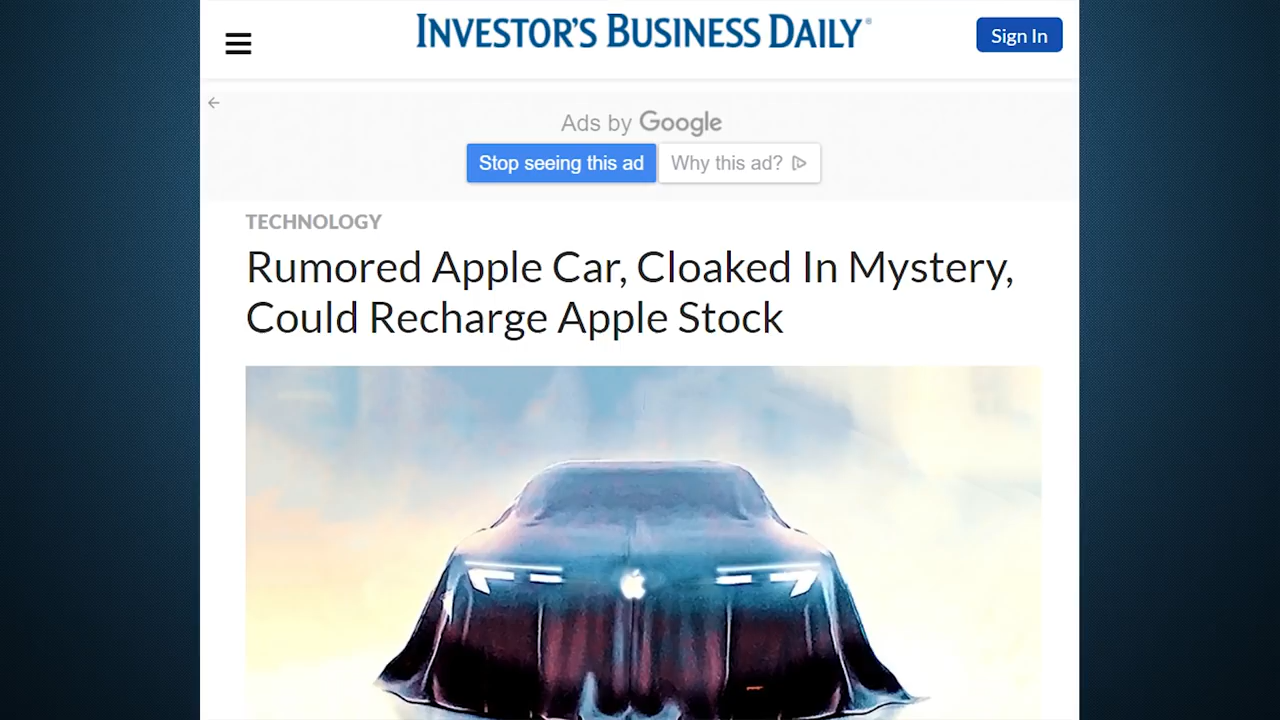 INVESTOR'S BUSINESS DAILY®
Sign In
Ads by Google
Stop seeing this ad
Why this ad?
TECHNOLOGY
Rumored Apple Car, Cloaked In Mystery,
Could Recharge Apple Stock